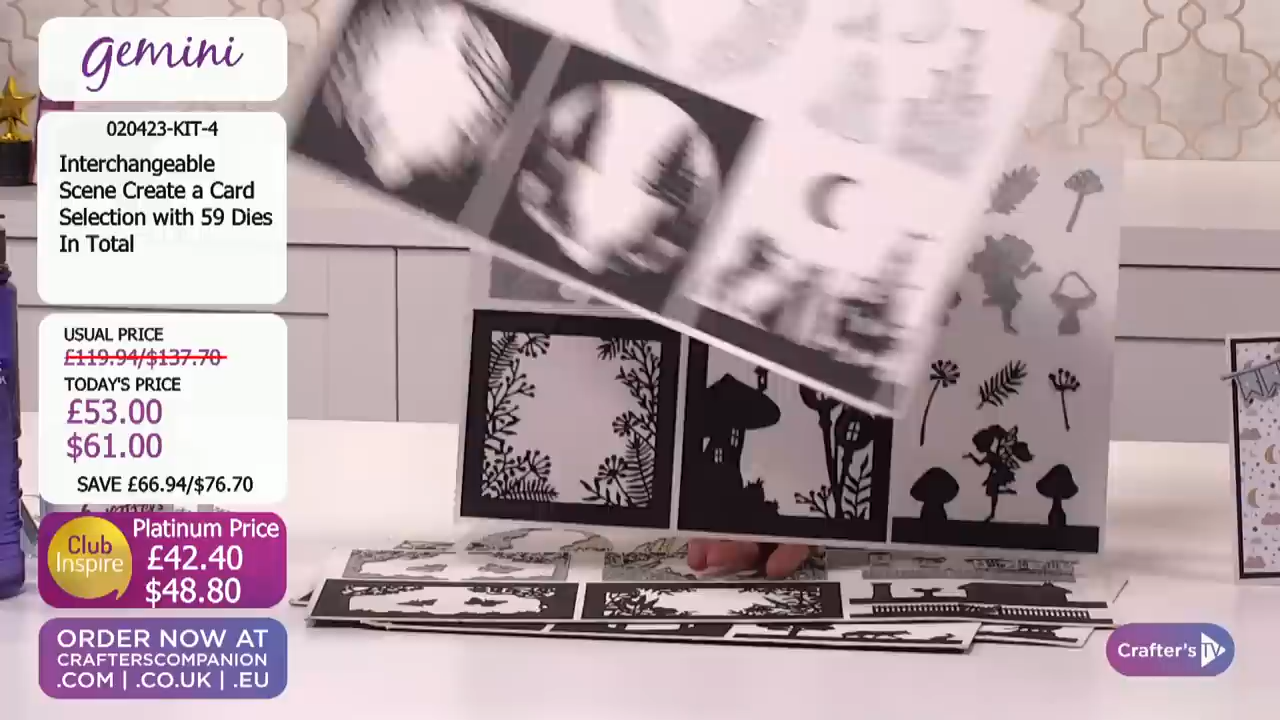 gemini
020423-KIT-4
Interchangeable
Scene Create a Card
Selection with 59 Dies
In Total
USUAL PRICE
£119.94/$137.70
TODAY'S PRICE
£53.00
$61.00
SAVE £66.94/$76.70
Club
Inspire
Platinum Price
£42.40
$48.80
ORDER NOW AT
CRAFTERSCOMPANION
.COM | .CO.UK | .EU
Crafter's TV